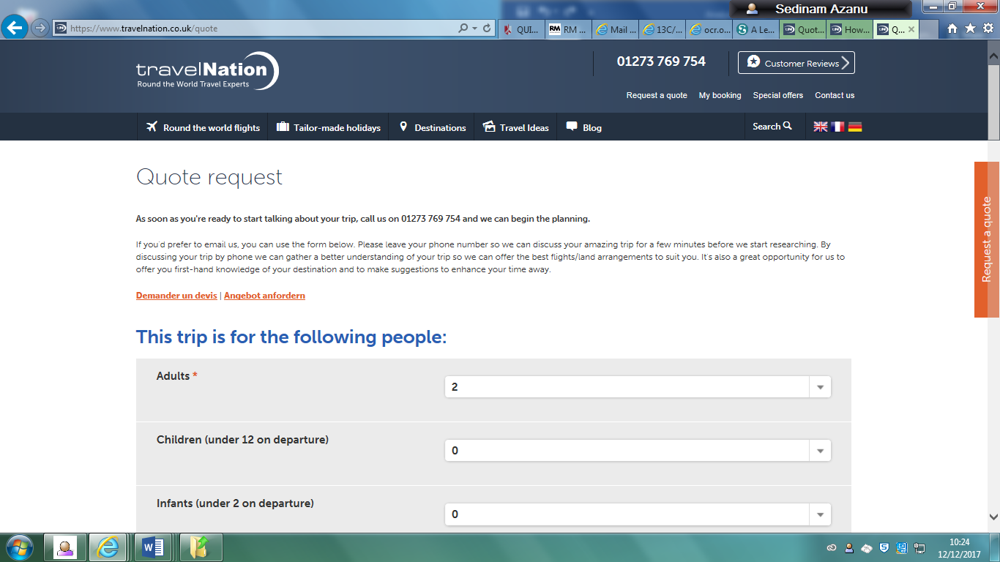 Sedinam Azanu
https://www.travelnation.co.uk/quote
QUI...
RM RM ...
Mail ...
13C/...
ocr.o...
A Le...
Quot...
How...
Q...
travelNation
Round the World Travel Experts
01273 769 754
Customer Reviews
Request a quote My booking Special offers Contact us
Round the world flights Tailor-made holidays Destinations Travel Ideas Blog Search
Quote request
As soon as you're ready to start talking about your trip, call us on 01273 769 754 and we can begin the planning.
If you'd prefer to email us, you can use the form below. Please leave your phone number so we can discuss your amazing trip for a few minutes before we start researching. By
discussing your trip by phone we can gather a better understanding of your trip so we can offer the best flights/land arrangements to suit you. It's also a great opportunity for us to
offer you first-hand knowledge of your destination and to make suggestions to enhance your time away.
Demander un devis | Angebot anfordern
Request a quote
This trip is for the following people:
Adults *
2
Children (under 12 on departure)
0
Infants (under 2 on departure)
0
10:24
12/12/2017